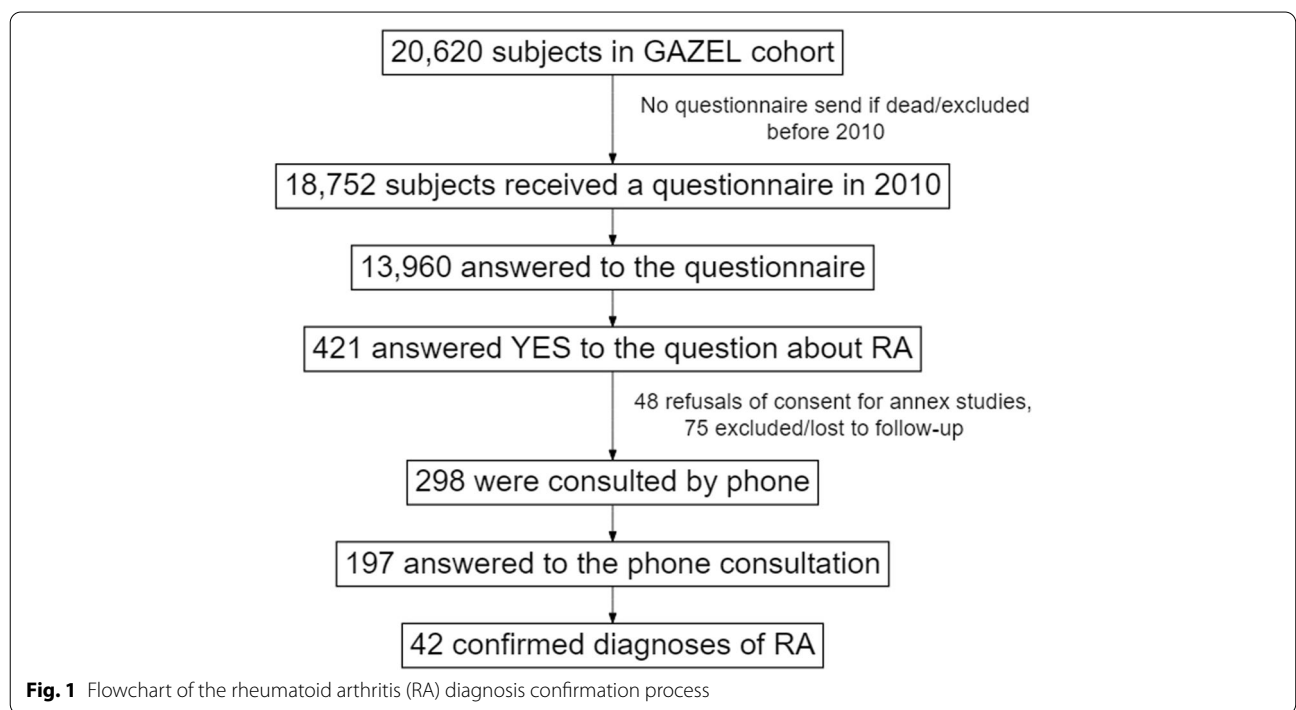 20,620 subjects in GAZEL cohort
No questionnaire send if dead/excluded
before 2010
18,752 subjects received a questionnaire in 2010
13,960 answered to the questionnaire
421 answered YES to the question about RA
48 refusals of consent for annex studies,
75 excluded/lost to follow-up
298 were consulted by phone
197 answered to the phone consultation
42 confirmed diagnoses of RA
Fig. 1 Flowchart of the rheumatoid arthritis (RA) diagnosis confirmation process